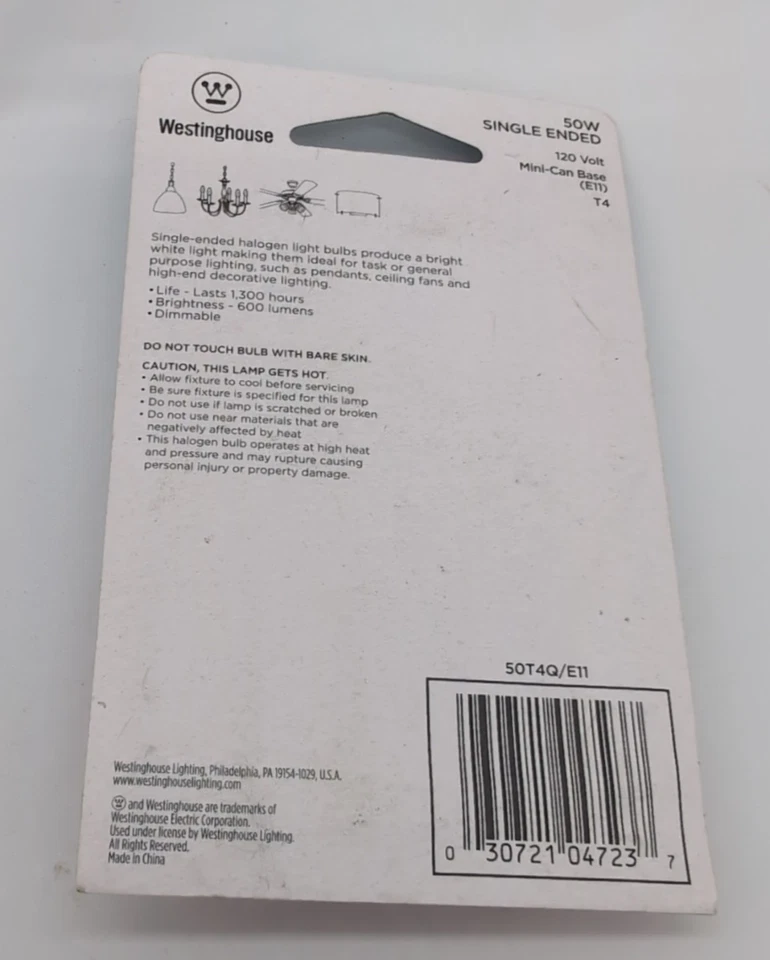 W
Westinghouse
50W
SINGLE ENDED
120 Volt
Mini-Can Base
(E11)
T4
Single-ended halogen light bulbs produce a bright
white light making them ideal for task or general
purpose lighting, such as pendants, ceiling fans and
high-end decorative lighting.
• Life - Lasts 1,300 hours
• Brightness - 600 lumens
• Dimmable
DO NOT TOUCH BULB WITH BARE SKIN.
CAUTION, THIS LAMP GETS HOT.
• Allow fixture to cool before servicing
• Be sure fixture is specified for this lamp
• Do not use if lamp is scratched or broken
• Do not use near materials that are
negatively affected by heat
• This halogen bulb operates at high heat
and pressure and may rupture causing
personal injury or property damage.
50T4Q/E11
0 30721 04723 7
Westinghouse Lighting, Philadelphia, PA 19154-1029, U.S.A.
www.westinghouselighting.com
W and Westinghouse are trademarks of
Westinghouse Electric Corporation.
Used under license by Westinghouse Lighting.
All Rights Reserved.
Made in China